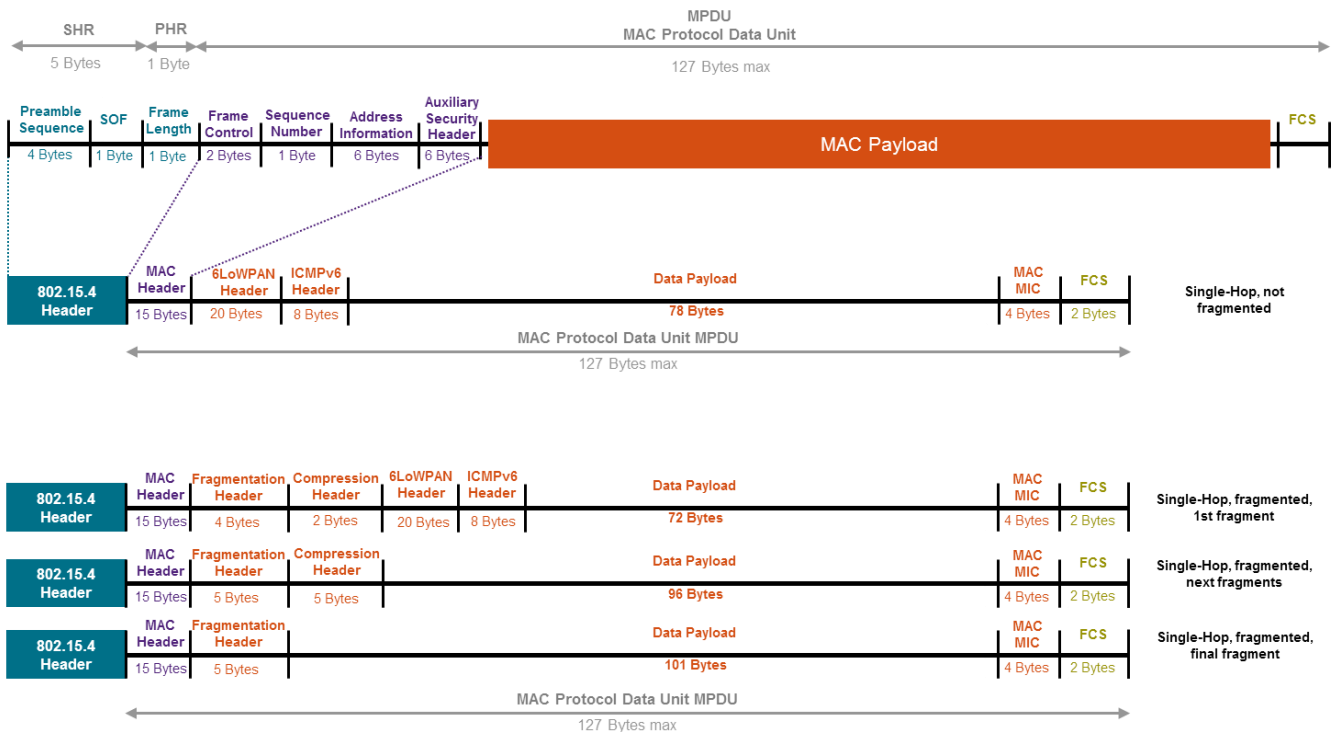 SHR
PHR
MPDU
MAC Protocol Data Unit
5 Bytes
1 Byte
127 Bytes max
Preamble
Sequence
SOF
Frame
Length
Frame
Control
Sequence
Number
Address
Information
Auxiliary
Security
Header
FCS
4 Bytes
1 Byte
1 Byte
2 Bytes
1 Byte
6 Bytes
6 Bytes
MAC Payload
802.15.4
Header
MAC
Header
6LoWPAN
Header
ICMPv6
Header
Data Payload
MAC
MIC
FCS
15 Bytes
20 Bytes
8 Bytes
78 Bytes
4 Bytes
2 Bytes
Single-Hop, not
fragmented
MAC Protocol Data Unit MPDU
127 Bytes max
802.15.4
Header
MAC
Header
Fragmentation
Header
Compression
Header
6LoWPAN
Header
ICMPv6
Header
Data Payload
MAC
MIC
FCS
15 Bytes
4 Bytes
2 Bytes
20 Bytes
8 Bytes
72 Bytes
4 Bytes
2 Bytes
Single-Hop, fragmented,
1st fragment
802.15.4
Header
MAC
Header
Fragmentation
Header
Compression
Header
Data Payload
MAC
MIC
FCS
15 Bytes
5 Bytes
5 Bytes
96 Bytes
4 Bytes
2 Bytes
Single-Hop, fragmented,
next fragments
802.15.4
Header
MAC
Header
Fragmentation
Header
Data Payload
MAC
MIC
FCS
15 Bytes
5 Bytes
101 Bytes
4 Bytes
2 Bytes
Single-Hop, fragmented,
final fragment
MAC Protocol Data Unit MPDU
127 Bytes max